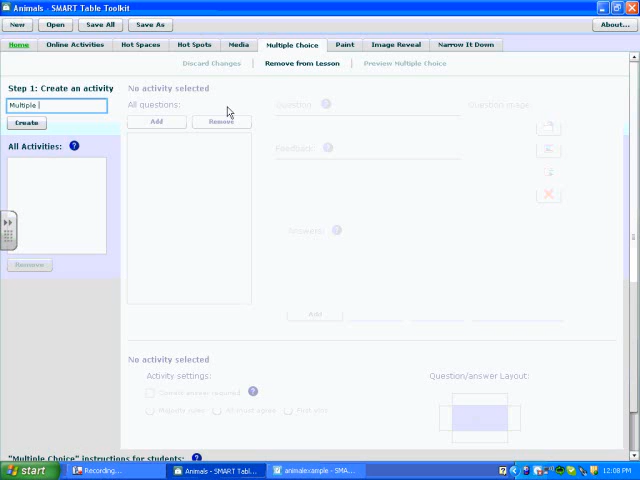 Animals - SMART Table Toolkit
New Open Save All Save As About...
Home Online Activities Hot Spaces Hot Spots Media Multiple Choice Paint Image Reveal Narrow It Down
Discard Changes Remove from Lesson Preview Multiple Choice
Step 1: Create an activity
Multiple
Create
All Activities:
Remove
No activity selected
All questions:
Add Remove
Question
Question image:
Feedback:
Answers:
Add
No activity selected
Activity settings:
Correct answer required
Majority rules All must agree First vote
Question/answer Layout:
"Multiple Choice" instructions for students:
start Recording... Animals - SMART Tabl... animalexample - SMA... 12:08 PM